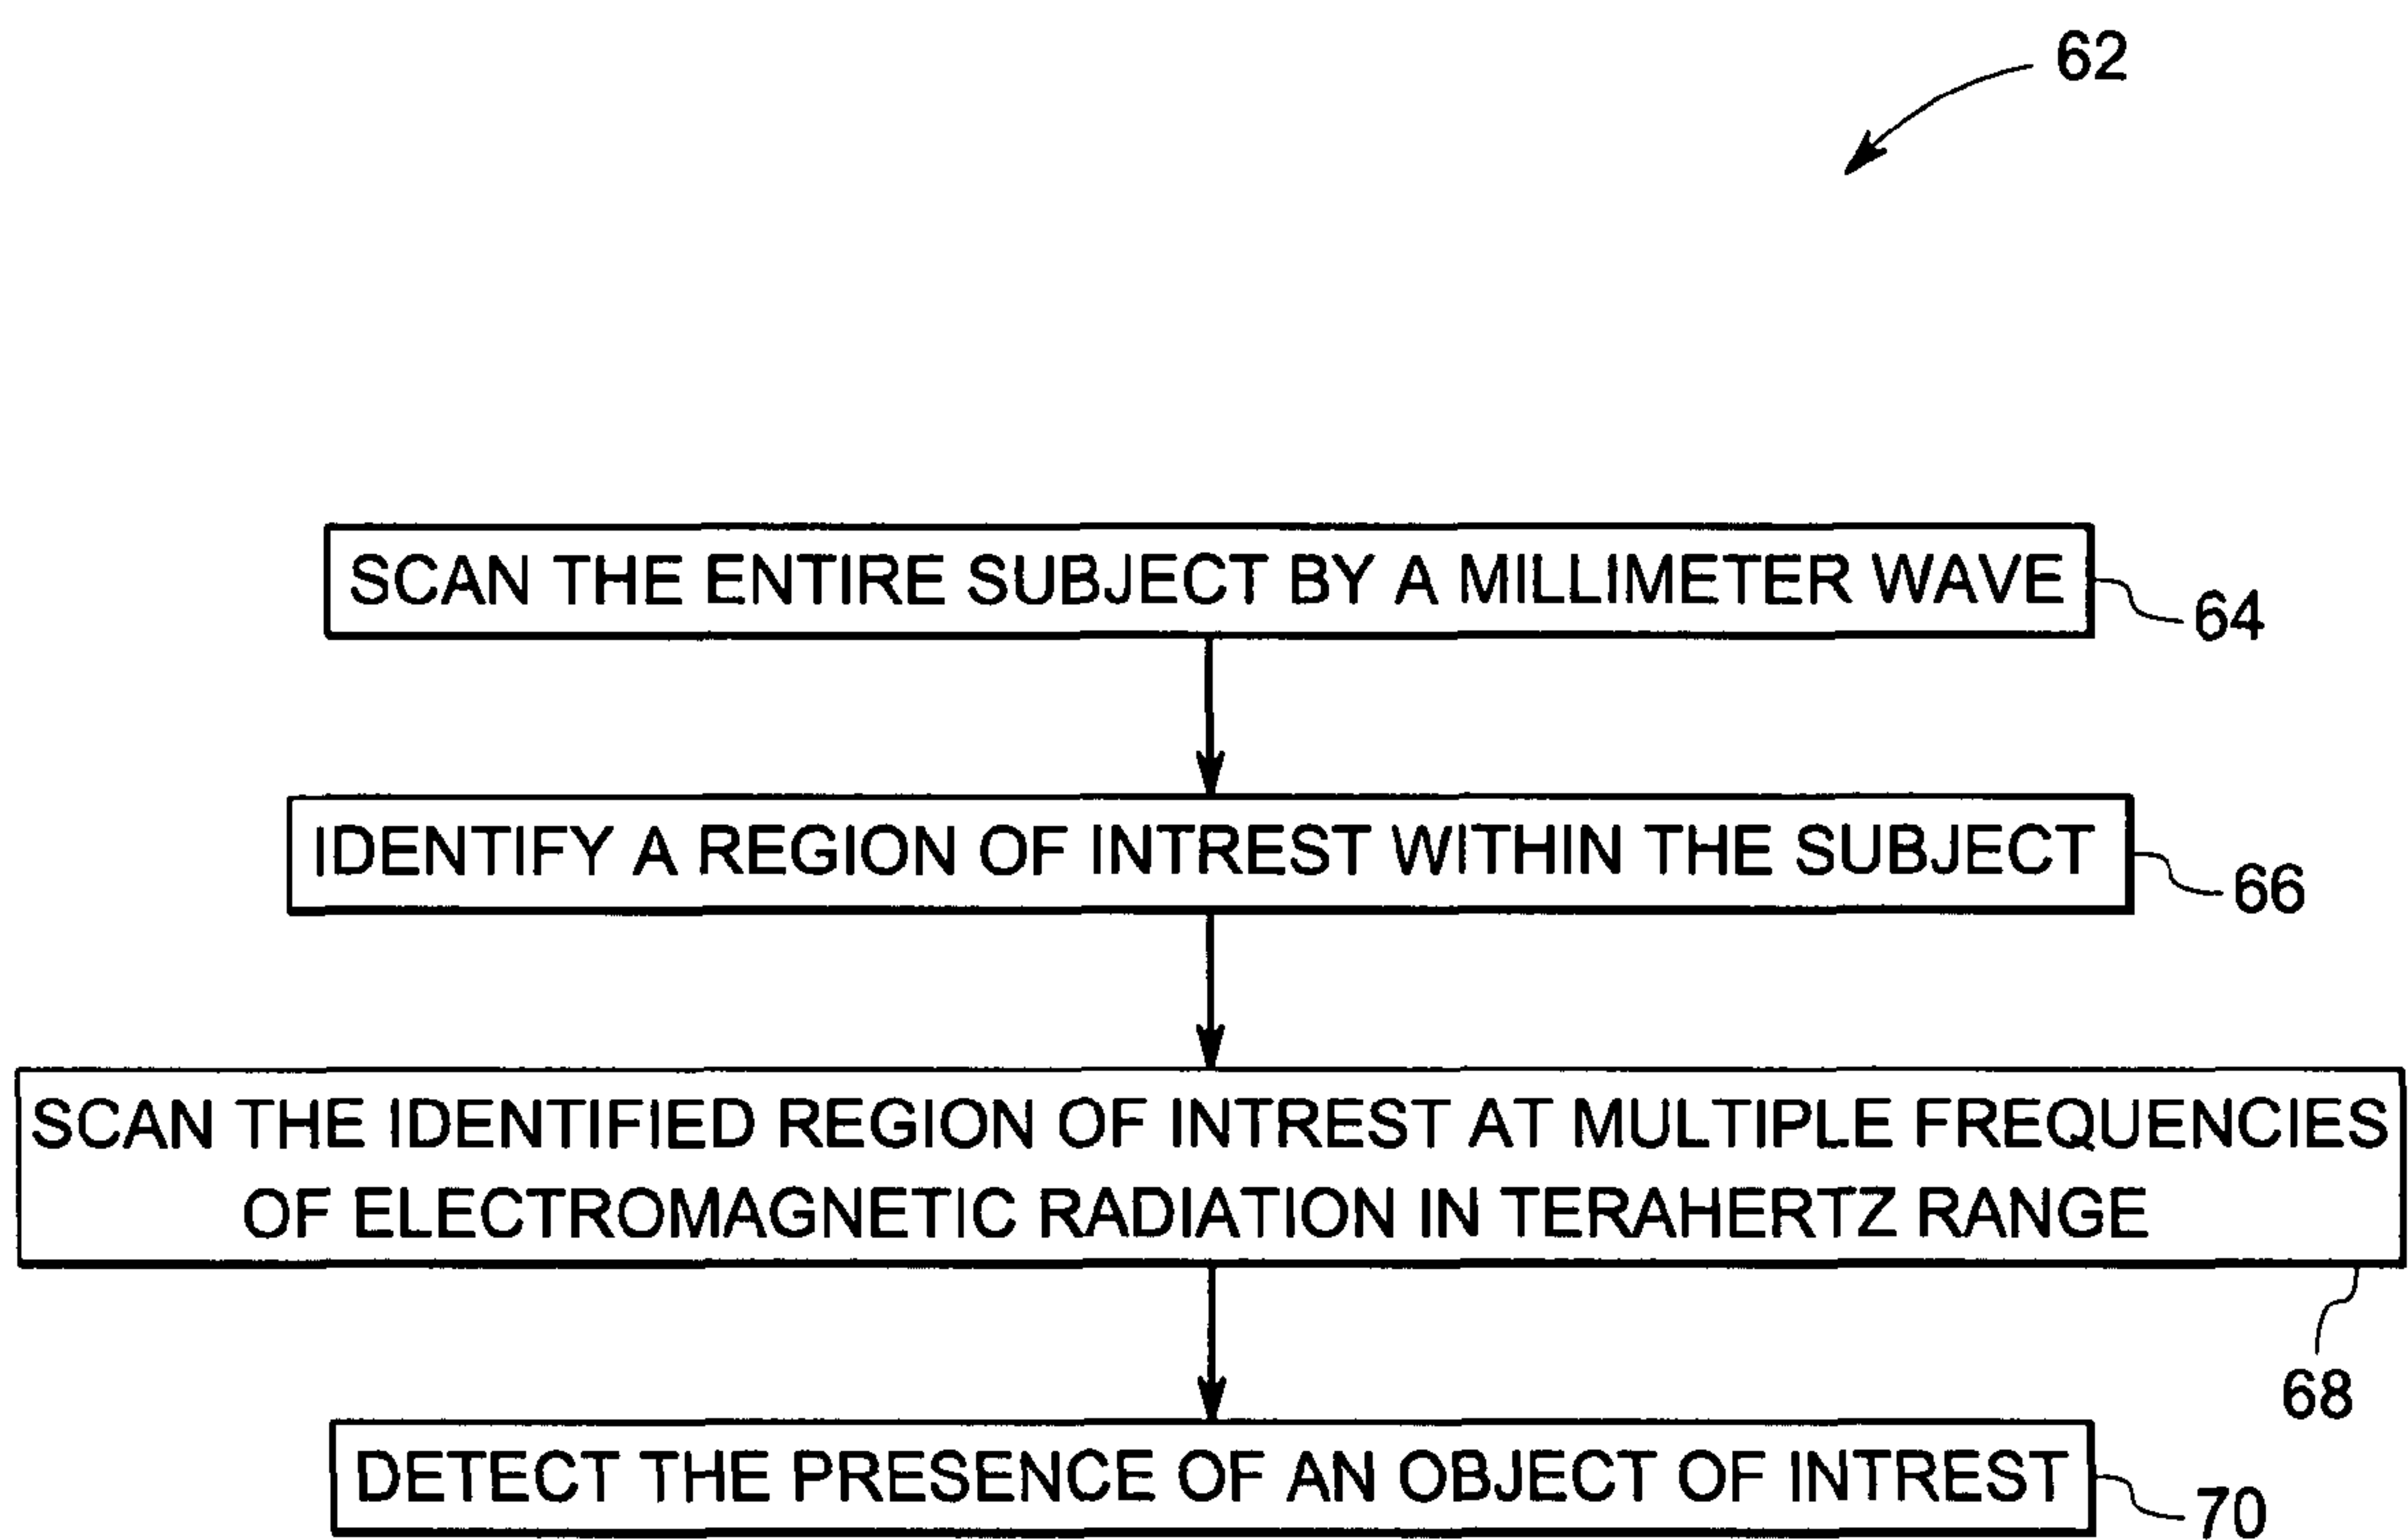 62
SCAN THE ENTIRE SUBJECT BY A MILLIMETER WAVE
64
IDENTIFY A REGION OF INTREST WITHIN THE SUBJECT
66
SCAN THE IDENTIFIED REGION OF INTREST AT MULTIPLE FREQUENCIES
OF ELECTROMAGNETIC RADIATION IN TERAHERTZ RANGE
68
DETECT THE PRESENCE OF AN OBJECT OF INTREST
70